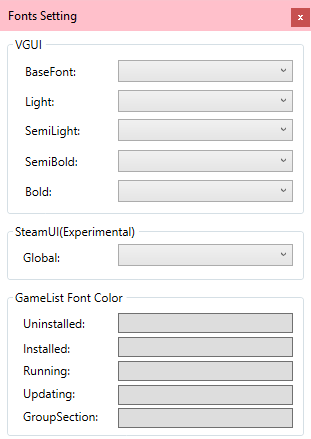 Fonts Setting
x
VGUI
BaseFont:
Light:
SemiLight:
SemiBold:
Bold:
SteamUI(Experimental)
Global:
GameList Font Color
Uninstalled:
Installed:
Running:
Updating:
GroupSection: